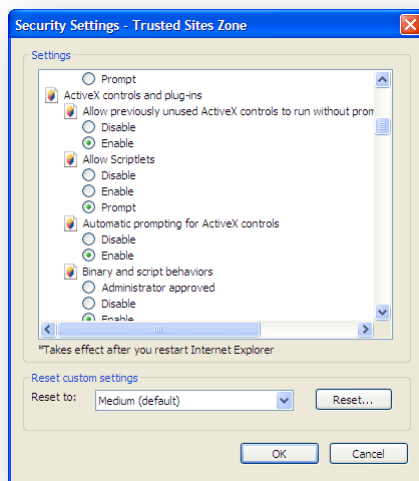 Security Settings - Trusted Sites Zone
Settings
Prompt
ActiveX controls and plug-ins
Allow previously unused ActiveX controls to run without prom
Disable
Enable
Allow Scriptlets
Disable
Enable
Prompt
Automatic prompting for ActiveX controls
Disable
Enable
Binary and script behaviors
Administrator approved
Disable
Enable
*Takes effect after you restart Internet Explorer
Reset custom settings
Reset to: Medium (default) Reset...
OK Cancel